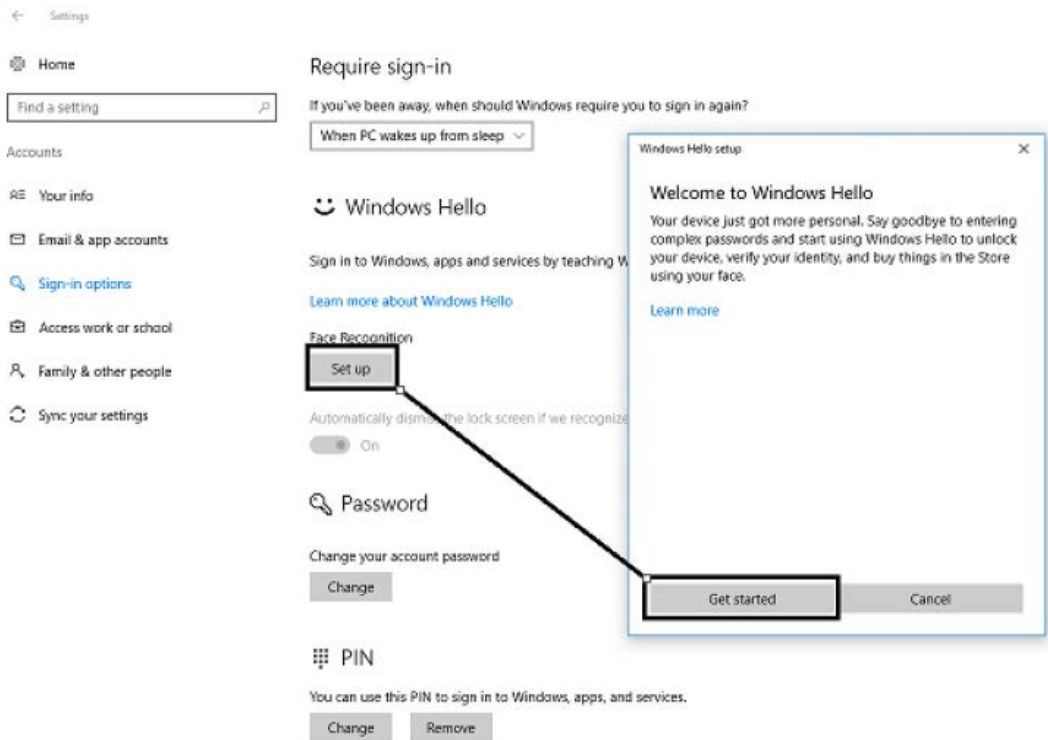 Settings
Home
Find a setting
Accounts
Your info
Email & app accounts
Sign-in options
Access work or school
Family & other people
Sync your settings
Require sign-in
If you've been away, when should Windows require you to sign in again?
When PC wakes up from sleep
Windows Hello
Sign in to Windows, apps and services by teaching
Learn more about Windows Hello
Face Recognition
Set up
Automatically dismiss the lock screen if we recognize
On
Password
Change your account password
Change
PIN
You can use this PIN to sign in to Windows, apps, and services.
Change Remove
Windows Hello setup
Welcome to Windows Hello
Your device just got more personal. Say goodbye to entering
complex passwords and start using Windows Hello to unlock
your device, verify your identity, and buy things in the Store
using your face.
Learn more
Get started Cancel